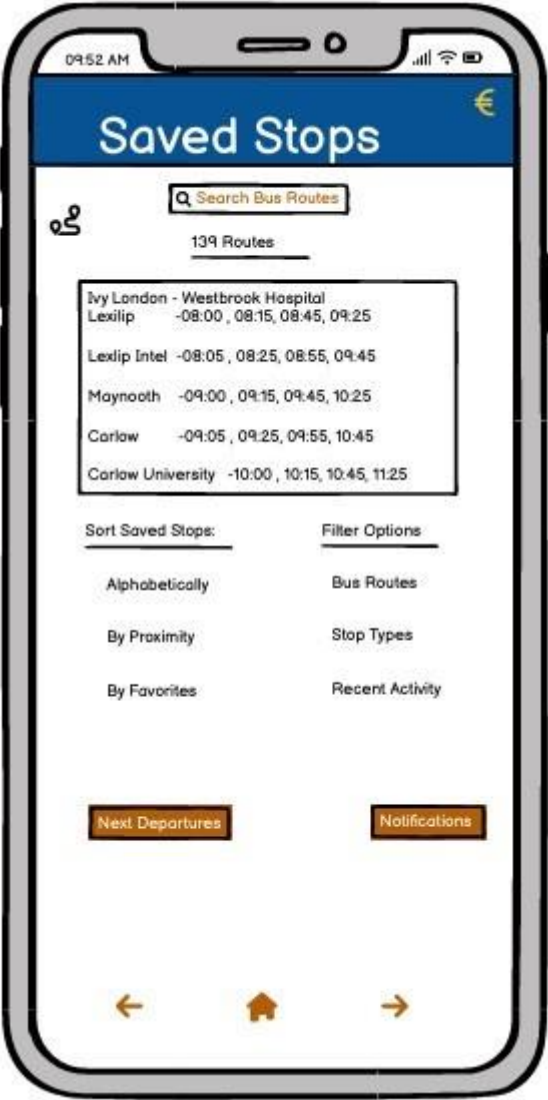 09:52 AM
€
Saved Stops
Search Bus Routes
139 Routes
Ivy London - Westbrook Hospital
Lexilip -08:00 , 08:15, 08:45, 09:25
Lexlip Intel -08:05 , 08:25, 08:55, 09:45
Maynooth -09:00 , 09:15, 09:45, 10:25
Carlow -09:05 , 09:25, 09:55, 10:45
Carlow University -10:00 , 10:15, 10:45, 11:25
Sort Saved Stops: Filter Options
Alphabetically Bus Routes
By Proximity Stop Types
By Favorites Recent Activity
Next Departures Notifications